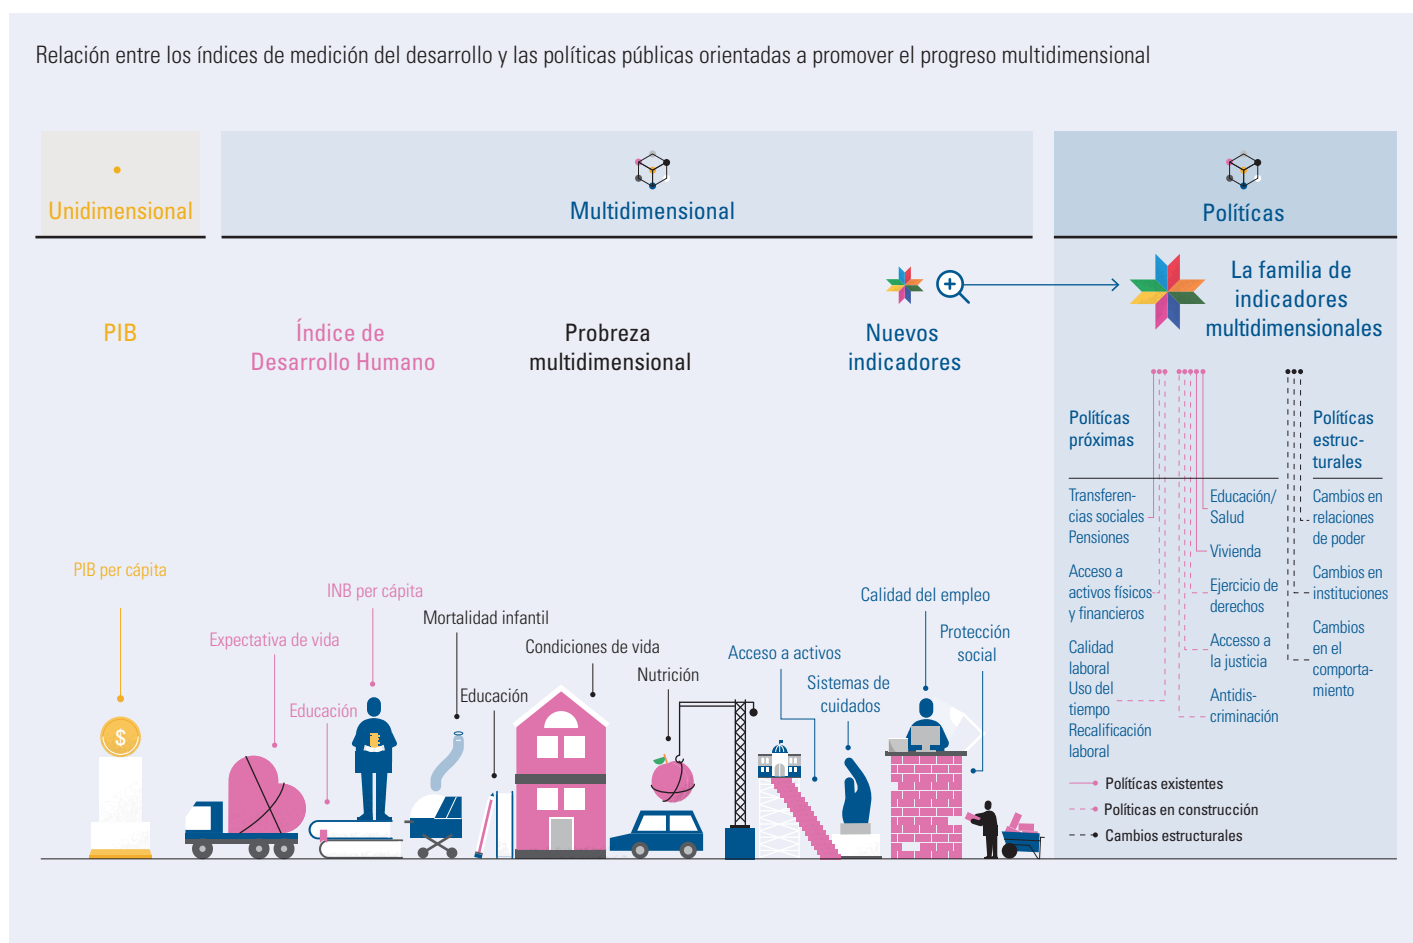 Relación entre los índices de medición del desarrollo y las políticas públicas orientadas a promover el progreso multidimensional
Unidimensional
Multidimensional
Políticas
PIB
Índice de
Desarrollo Humano
Probreza
multidimensional
Nuevos
indicadores
La familia de
indicadores
multidimensionales
PIB per cápita
$
Expectativa de vida
Educación
INB per cápita
Mortalidad infantil
Educación
Condiciones de vida
Nutrición
Acceso a activos
Sistemas de
cuidados
Calidad del empleo
Protección
social
Políticas
próximas
Transferen-
cias sociales
Pensiones
Acceso a
activos físicos
y financieros
Calidad
laboral
Uso del
tiempo
Recalificación
laboral
Educación/
Salud
Vivienda
Ejercicio de
derechos
Accesso a
la justicia
Antidis-
criminación
Políticas
estruc-
turales
Cambios en
relaciones
de poder
Cambios en
instituciones
Cambios
en el
comporta-
miento
Políticas existentes
Políticas en construcción
Cambios estructurales